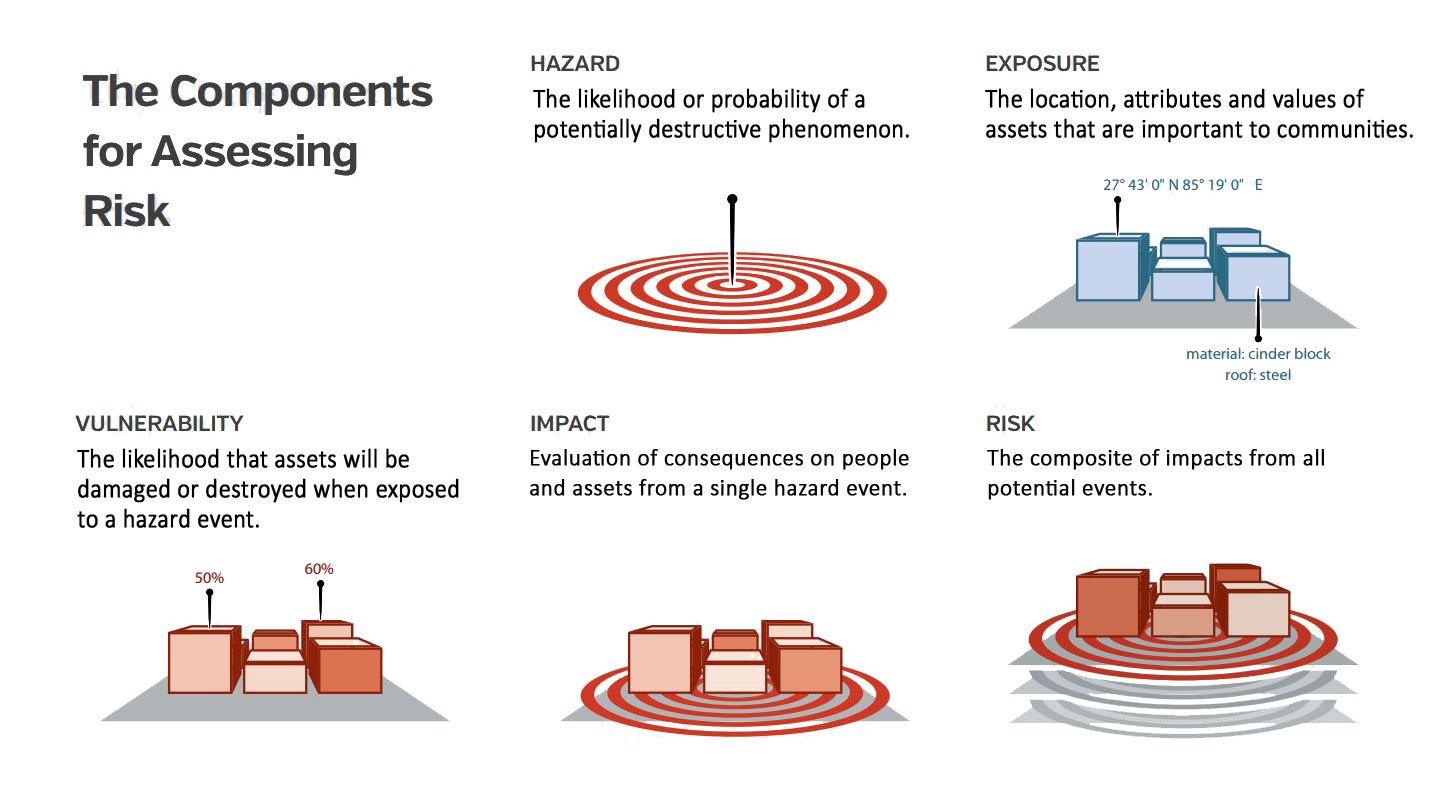 The Components
for Assessing
Risk
HAZARD
The likelihood or probability of a
potentially destructive phenomenon.
EXPOSURE
The location, attributes and values of
assets that are important to communities.
27° 43' 0" N 85° 19' 0" E
material: cinder block
roof: steel
VULNERABILITY
The likelihood that assets will be
damaged or destroyed when exposed
to a hazard event.
50%
60%
IMPACT
Evaluation of consequences on people
and assets from a single hazard event.
RISK
The composite of impacts from all
potential events.